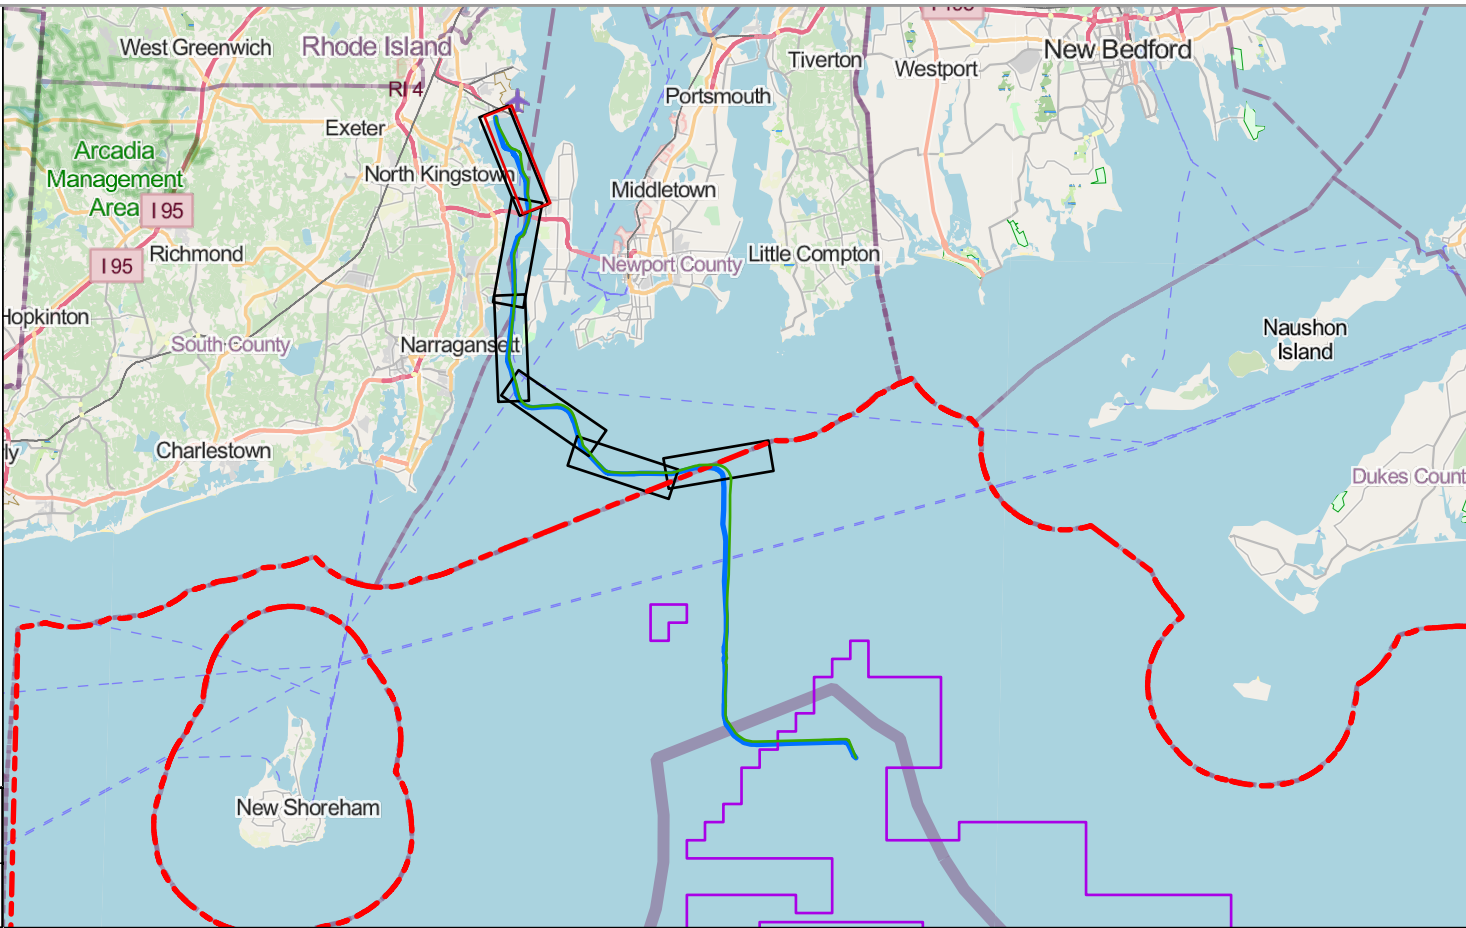 West Greenwich
Rhode Island
Tiverton
Westport
New Bedford
RI 4
Portsmouth
Exeter
Arcadia
Management
Area
I 95
North Kingstown
Middletown
I 95
Richmond
Newport County
Little Compton
Hopkinton
South County
Narragansett
Naushon
Island
Charlestown
ly
Dukes Count
New Shoreham